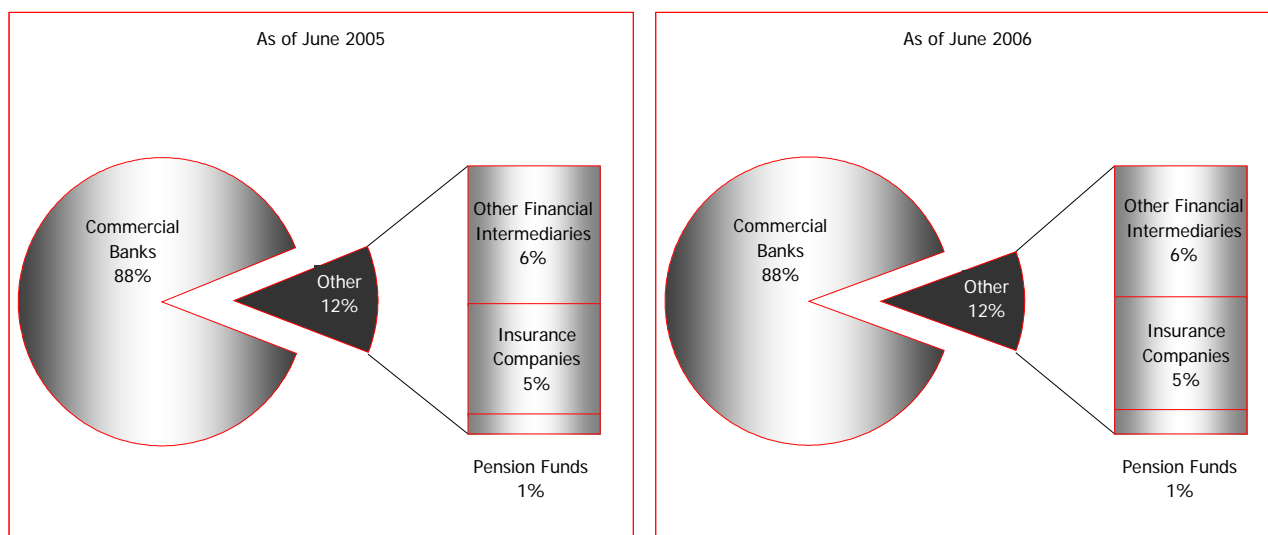 As of June 2005
Commercial
Banks
88%
Other
12%
Other Financial
Intermediaries
6%
Insurance
Companies
5%
Pension Funds
1%
As of June 2006
Commercial
Banks
88%
Other
12%
Other Financial
Intermediaries
6%
Insurance
Companies
5%
Pension Funds
1%